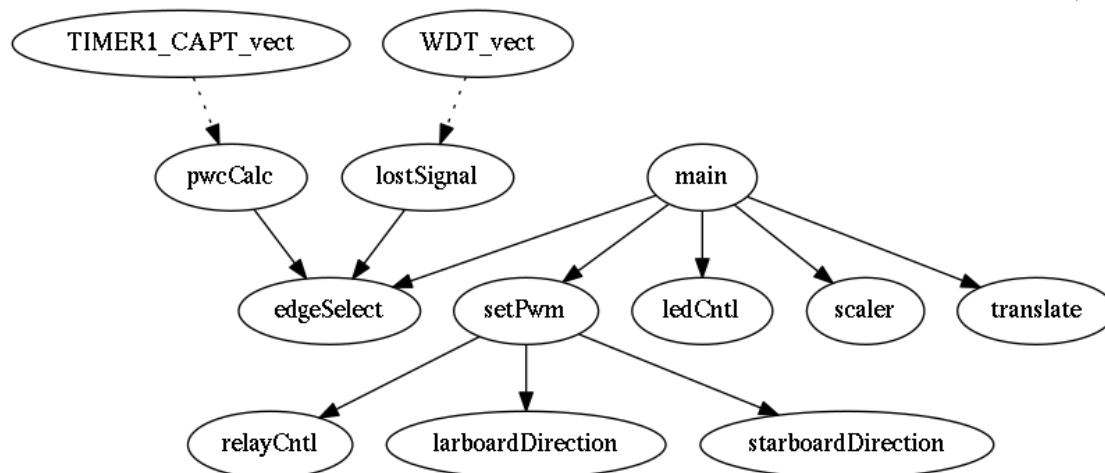 TIMER1_CAPT_vect
WDT_vect
pwcCalc
lostSignal
main
edgeSelect
setPwm
ledCntl
scaler
translate
relayCntl
larboardDirection
starboardDirection